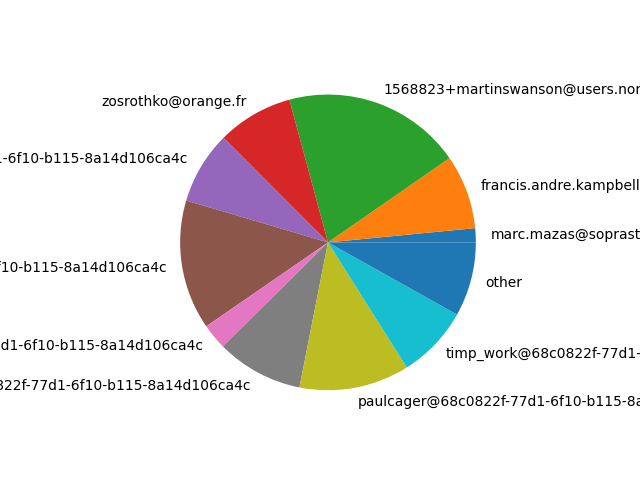 1568823+martinswanson@users.nor
zosrothko@orange.fr
-6f10-b115-8a14d106ca4c
francis.andre.kampbell
marc.mazas@soprast
f10-b115-8a14d106ca4c
other
d1-6f10-b115-8a14d106ca4c
timp_work@68c0822f-77d1-
822f-77d1-6f10-b115-8a14d106ca4c
paulcager@68c0822f-77d1-6f10-b115-8a